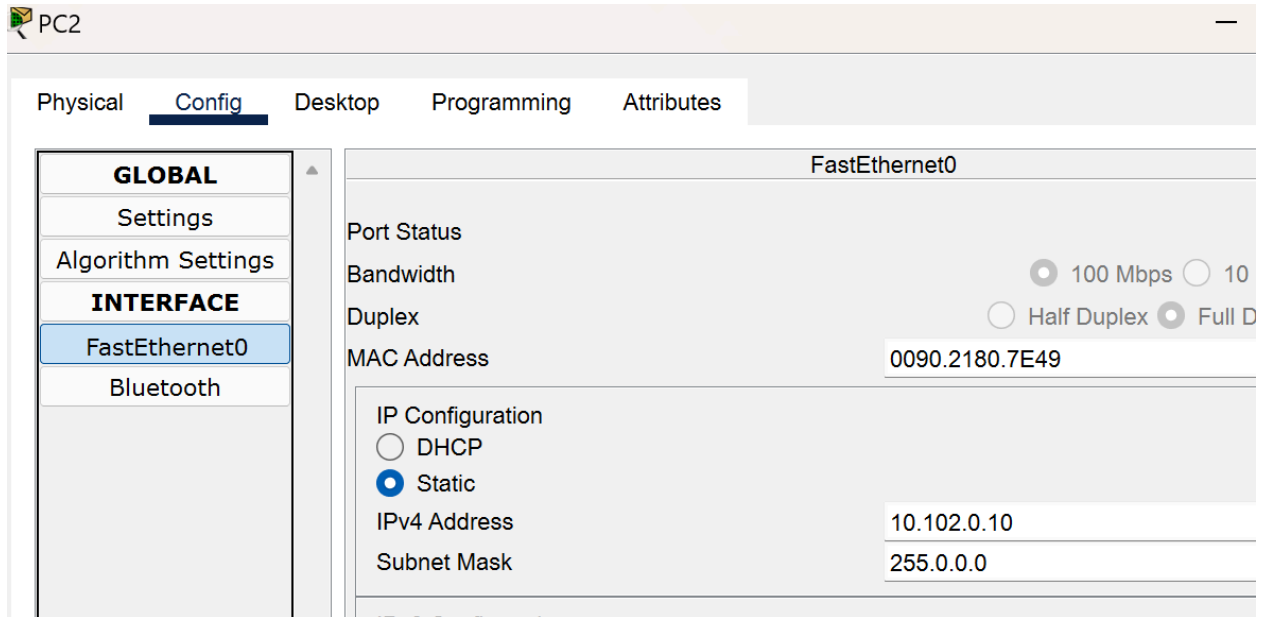 PC2
Physical Config Desktop Programming Attributes
GLOBAL
Settings
Algorithm Settings
INTERFACE
FastEthernet0
Bluetooth
FastEthernet0
Port Status
Bandwidth 100 Mbps 10
Duplex Half Duplex Full D
MAC Address 0090.2180.7E49
IP Configuration
DHCP
Static
IPv4 Address 10.102.0.10
Subnet Mask 255.0.0.0